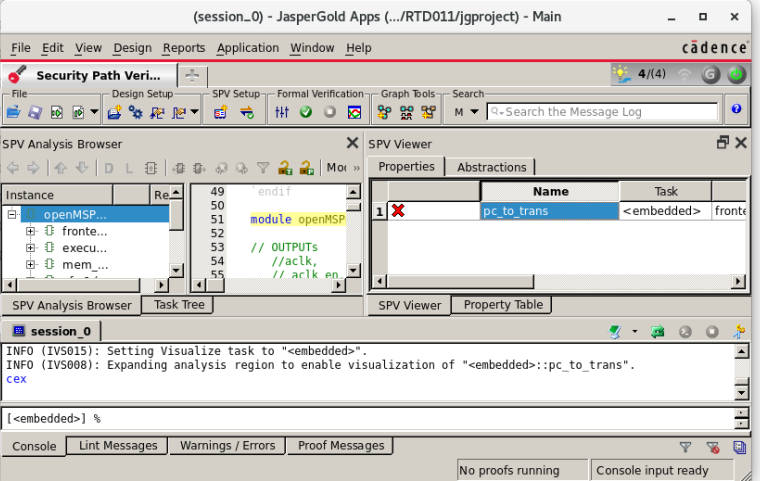 (session_0) - JasperGold Apps (.../RTD011/jgproject) - Main
File Edit View Design Reports Application Window Help
cādence®
Security Path Veri...
4/(4)
File Design Setup SPV Setup Formal Verification Graph Tools Search
M Search the Message Log
SPV Analysis Browser
SPV Viewer
Properties Abstractions
Instance Re
openMSP...
fronte...
execu...
mem_...
49 `endif
50
51 module openMSP
52
53 // OUTPUTs
54 //aclk,
55 // aclk en.
Name Task
1 pc_to_trans <embedded> fronte
SPV Analysis Browser Task Tree
SPV Viewer Property Table
session_0
INFO (IVS015): Setting Visualize task to "<embedded>".
INFO (IVS008): Expanding analysis region to enable visualization of "<embedded>::pc_to_trans".
cex
[<embedded>] %
Console Lint Messages Warnings / Errors Proof Messages
No proofs running Console input ready